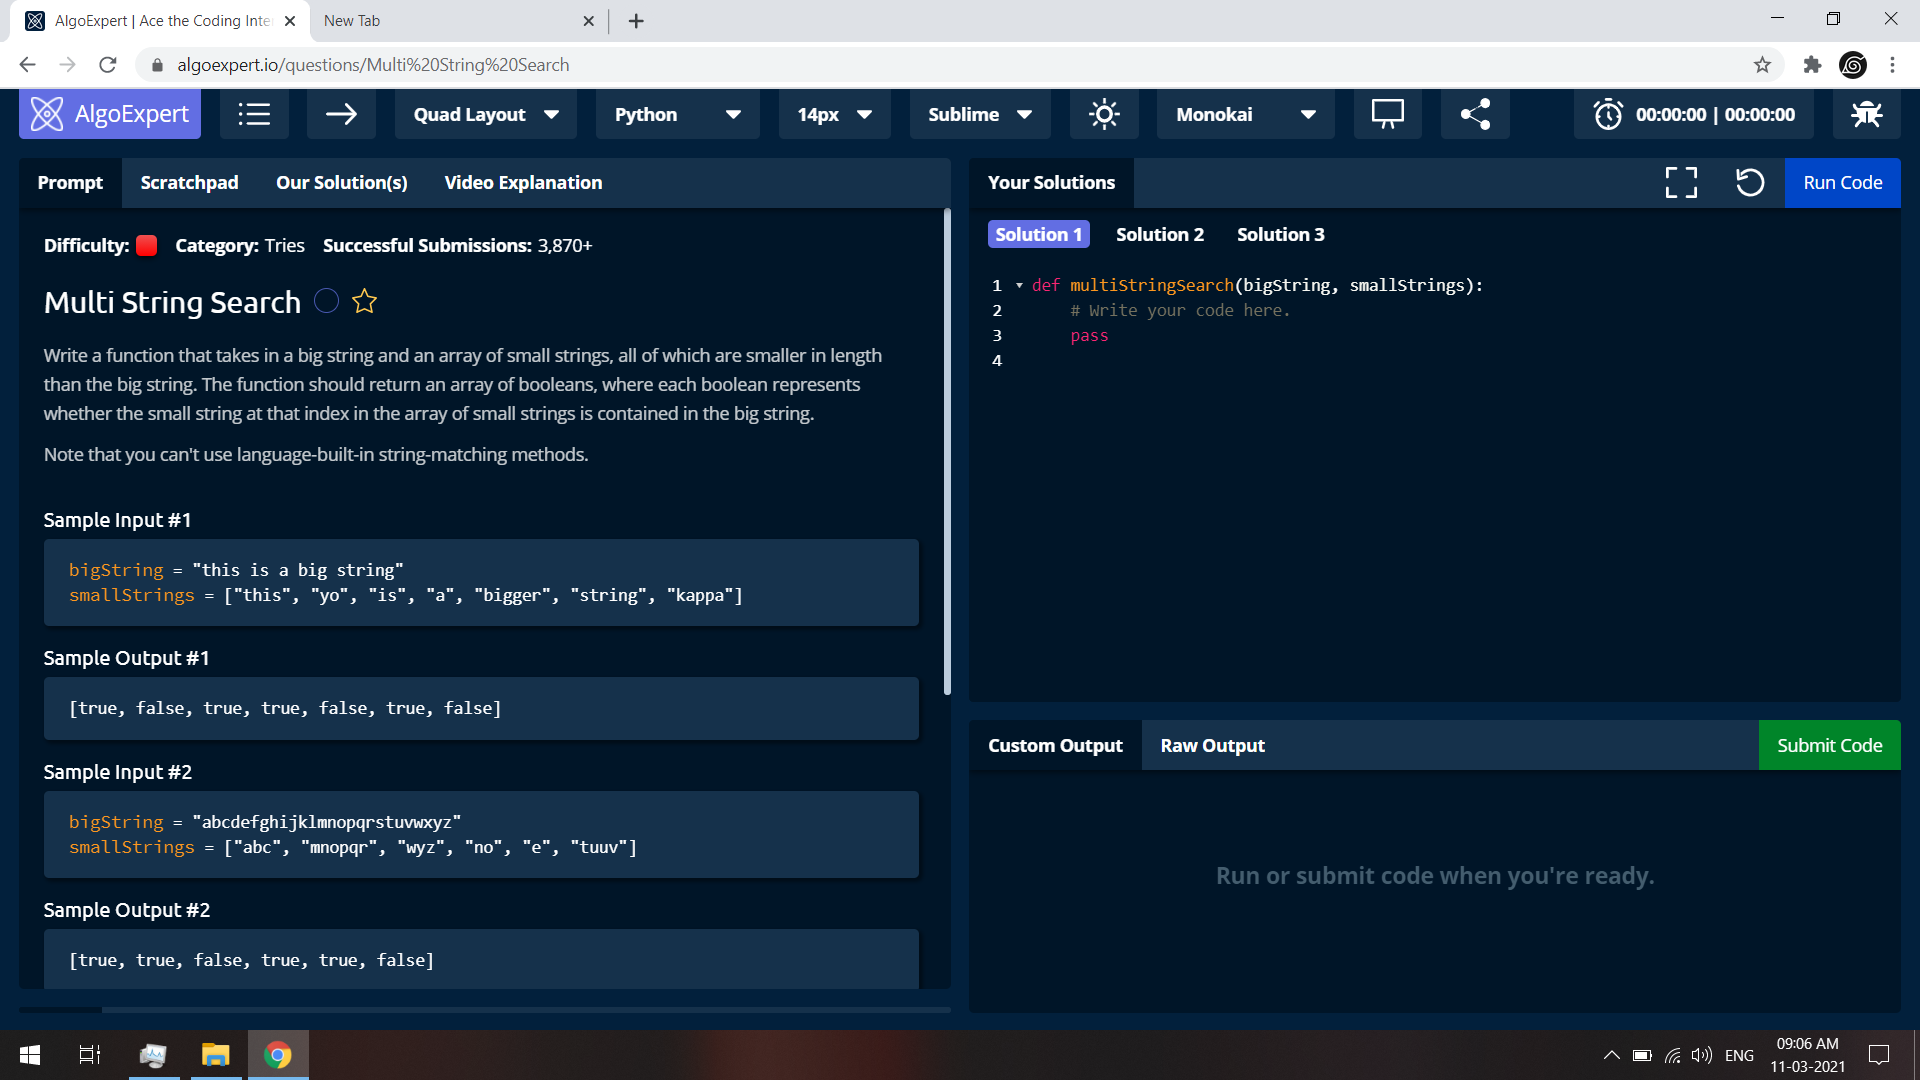 AlgoExpert | Ace the Coding Inte
New Tab
algoexpert.io/questions/Multi%20String%20Search
AlgoExpert
Quad Layout
Python
14px
Sublime
Monokai
00:00:00 | 00:00:00
Prompt
Scratchpad
Our Solution(s)
Video Explanation
Difficulty: Category: Tries Successful Submissions: 3,870+
Multi String Search
Write a function that takes in a big string and an array of small strings, all of which are smaller in length
than the big string. The function should return an array of booleans, where each boolean represents
whether the small string at that index in the array of small strings is contained in the big string.
Note that you can't use language-built-in string-matching methods.
Sample Input #1
bigString = "this is a big string"
smallStrings = ["this", "yo", "is", "a", "bigger", "string", "kappa"]
Sample Output #1
[true, false, true, true, false, true, false]
Sample Input #2
bigString = "abcdefghijklmnopqrstuvwxyz"
smallStrings = ["abc", "mnopqr", "wyz", "no", "e", "tuuv"]
Sample Output #2
[true, true, false, true, true, false]
Your Solutions
Run Code
Solution 1
Solution 2
Solution 3
1 def multiStringSearch(bigString, smallStrings):
2 # Write your code here.
3 pass
4
Custom Output
Raw Output
Submit Code
Run or submit code when you're ready.
ENG
09:06 AM
11-03-2021